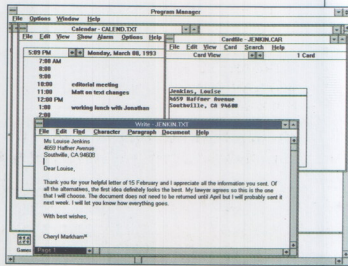 Program Manager
File Options Window Help
Calendar - CALEND.TXT
File Edit View Show Alarm Options Help
5:09 PM Monday, March 08, 1993
7:00 AM
8:00
9:00
10:00 editorial meeting
11:00 Matt on text changes
12:00 PM
1:00 working lunch with Jonathan
2:00
Cardfile - JENKIN.CAR
File Edit View Card Search Help
Card View 1 Card
Jenkins, Louise
4659 Haffner Avenue
Southville, CA 94608
Write - JENKIN.TXT
File Edit Find Character Paragraph Document Help
Ms Louise Jenkins
4659 Haffner Avenue
Southville, CA 94608
Dear Louise,
Thank you for your helpful letter of 15 February and I appreciate all the information you sent. Of
all the alternatives, the first idea definitely looks the best. My lawyer agrees so this is the one
that I will choose. The document does not need to be returned until April but I will probably sent it
next week. I will let you know how everything goes.
With best wishes,
Cheryl Markham
Games
Page 1